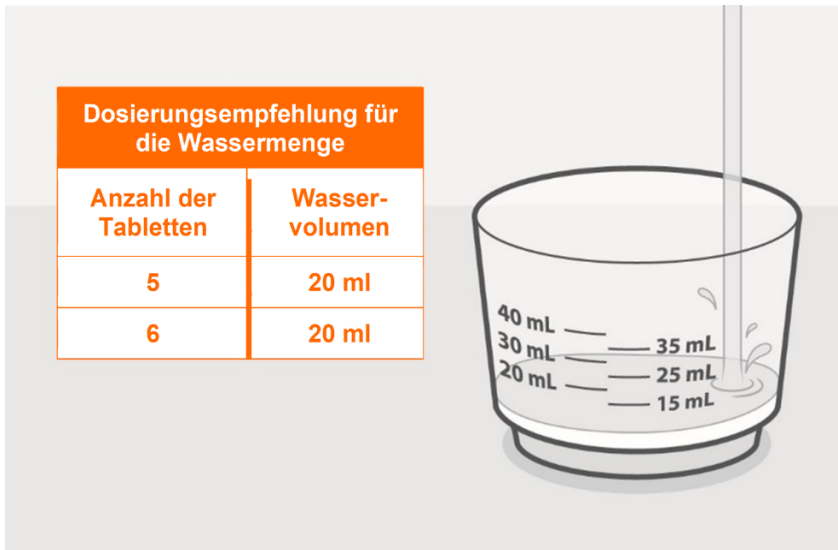 Dosierungsempfehlung für
die Wassermenge
Anzahl der
Tabletten
Wasser-
volumen
5
20 ml
6
20 ml
40 mL
35 mL
30 mL
25 mL
20 mL
15 mL